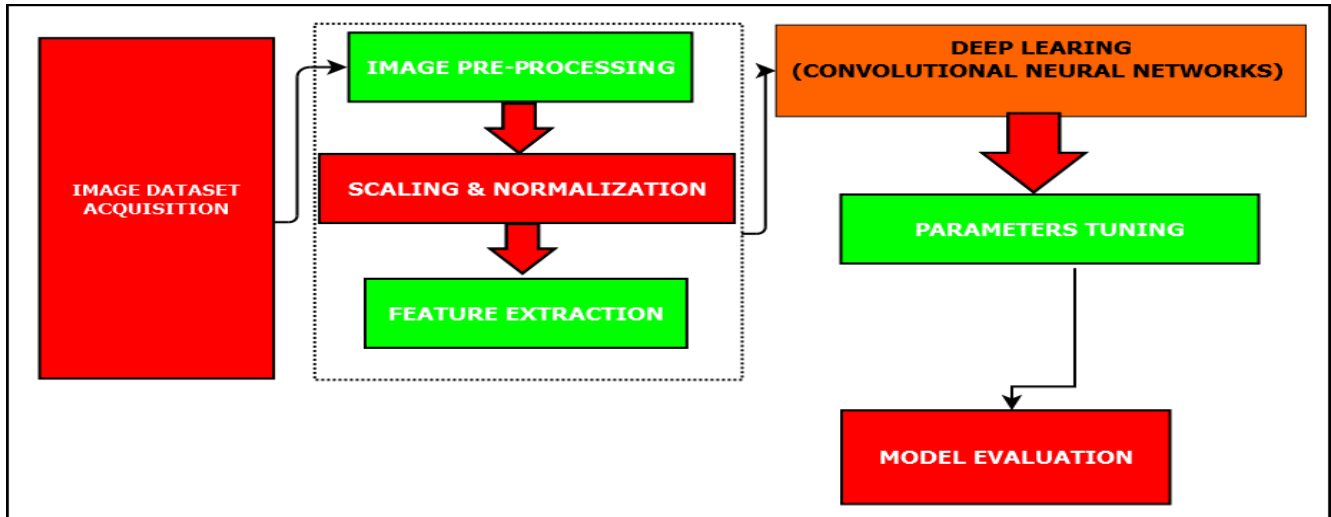 IMAGE DATASET
ACQUISITION
IMAGE PRE-PROCESSING
SCALING & NORMALIZATION
FEATURE EXTRACTION
DEEP LEARING
(CONVOLUTIONAL NEURAL NETWORKS)
PARAMETERS TUNING
MODEL EVALUATION